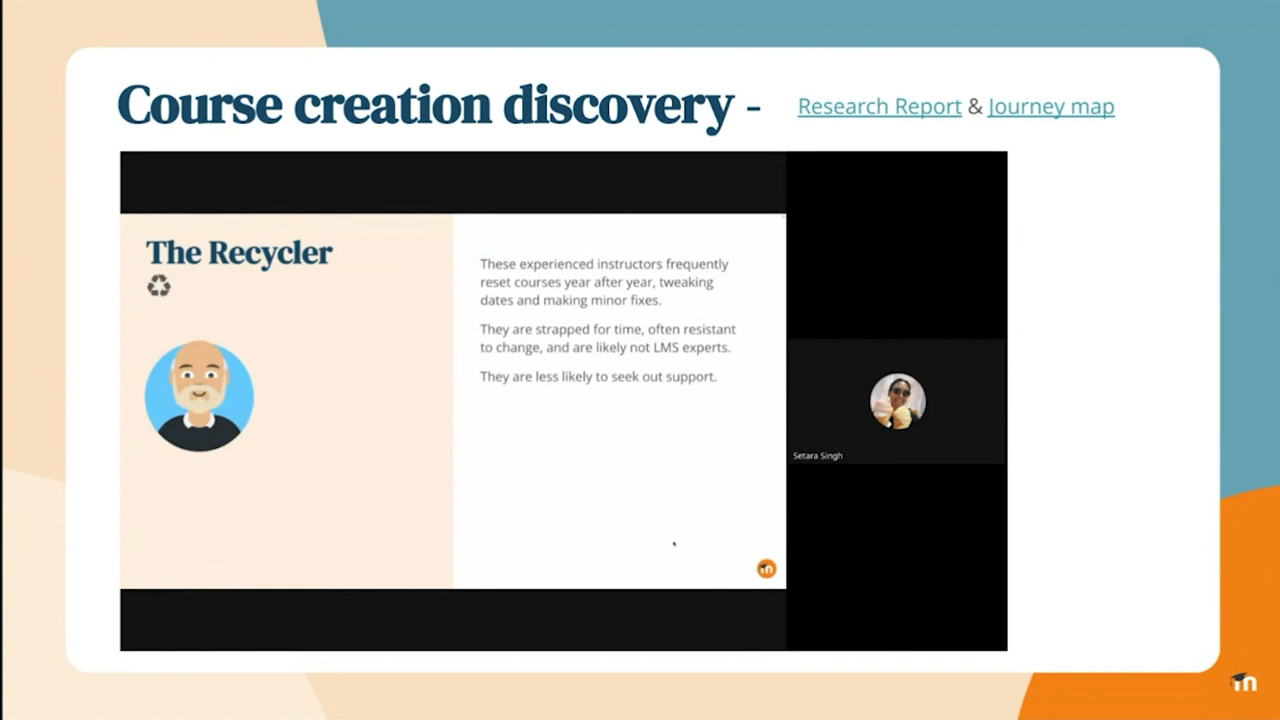 Course creation discovery - Research Report & Journey map
The Recycler
These experienced instructors frequently
reset courses year after year, tweaking
dates and making minor fixes.
They are strapped for time, often resistant
to change, and are likely not LMS experts.
They are less likely to seek out support.
Setara Singh
m
m